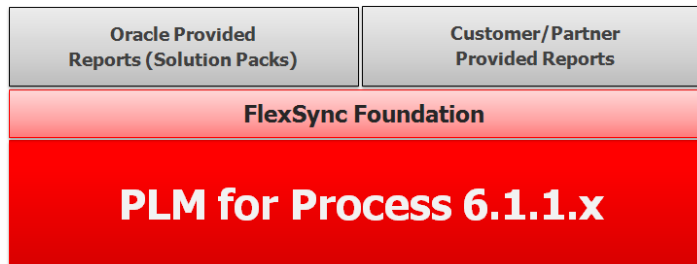 Oracle Provided
Reports (Solution Packs)
Customer/Partner
Provided Reports
FlexSync Foundation
PLM for Process 6.1.1.x